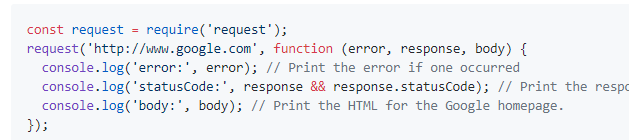 const request = require('request');
request('http://www.google.com', function (error, response, body) {
console.log('error:', error); // Print the error if one occurred
console.log('statusCode:', response && response.statusCode); // Print the
console.log('body:', body); // Print the HTML for the Google homepage.
});